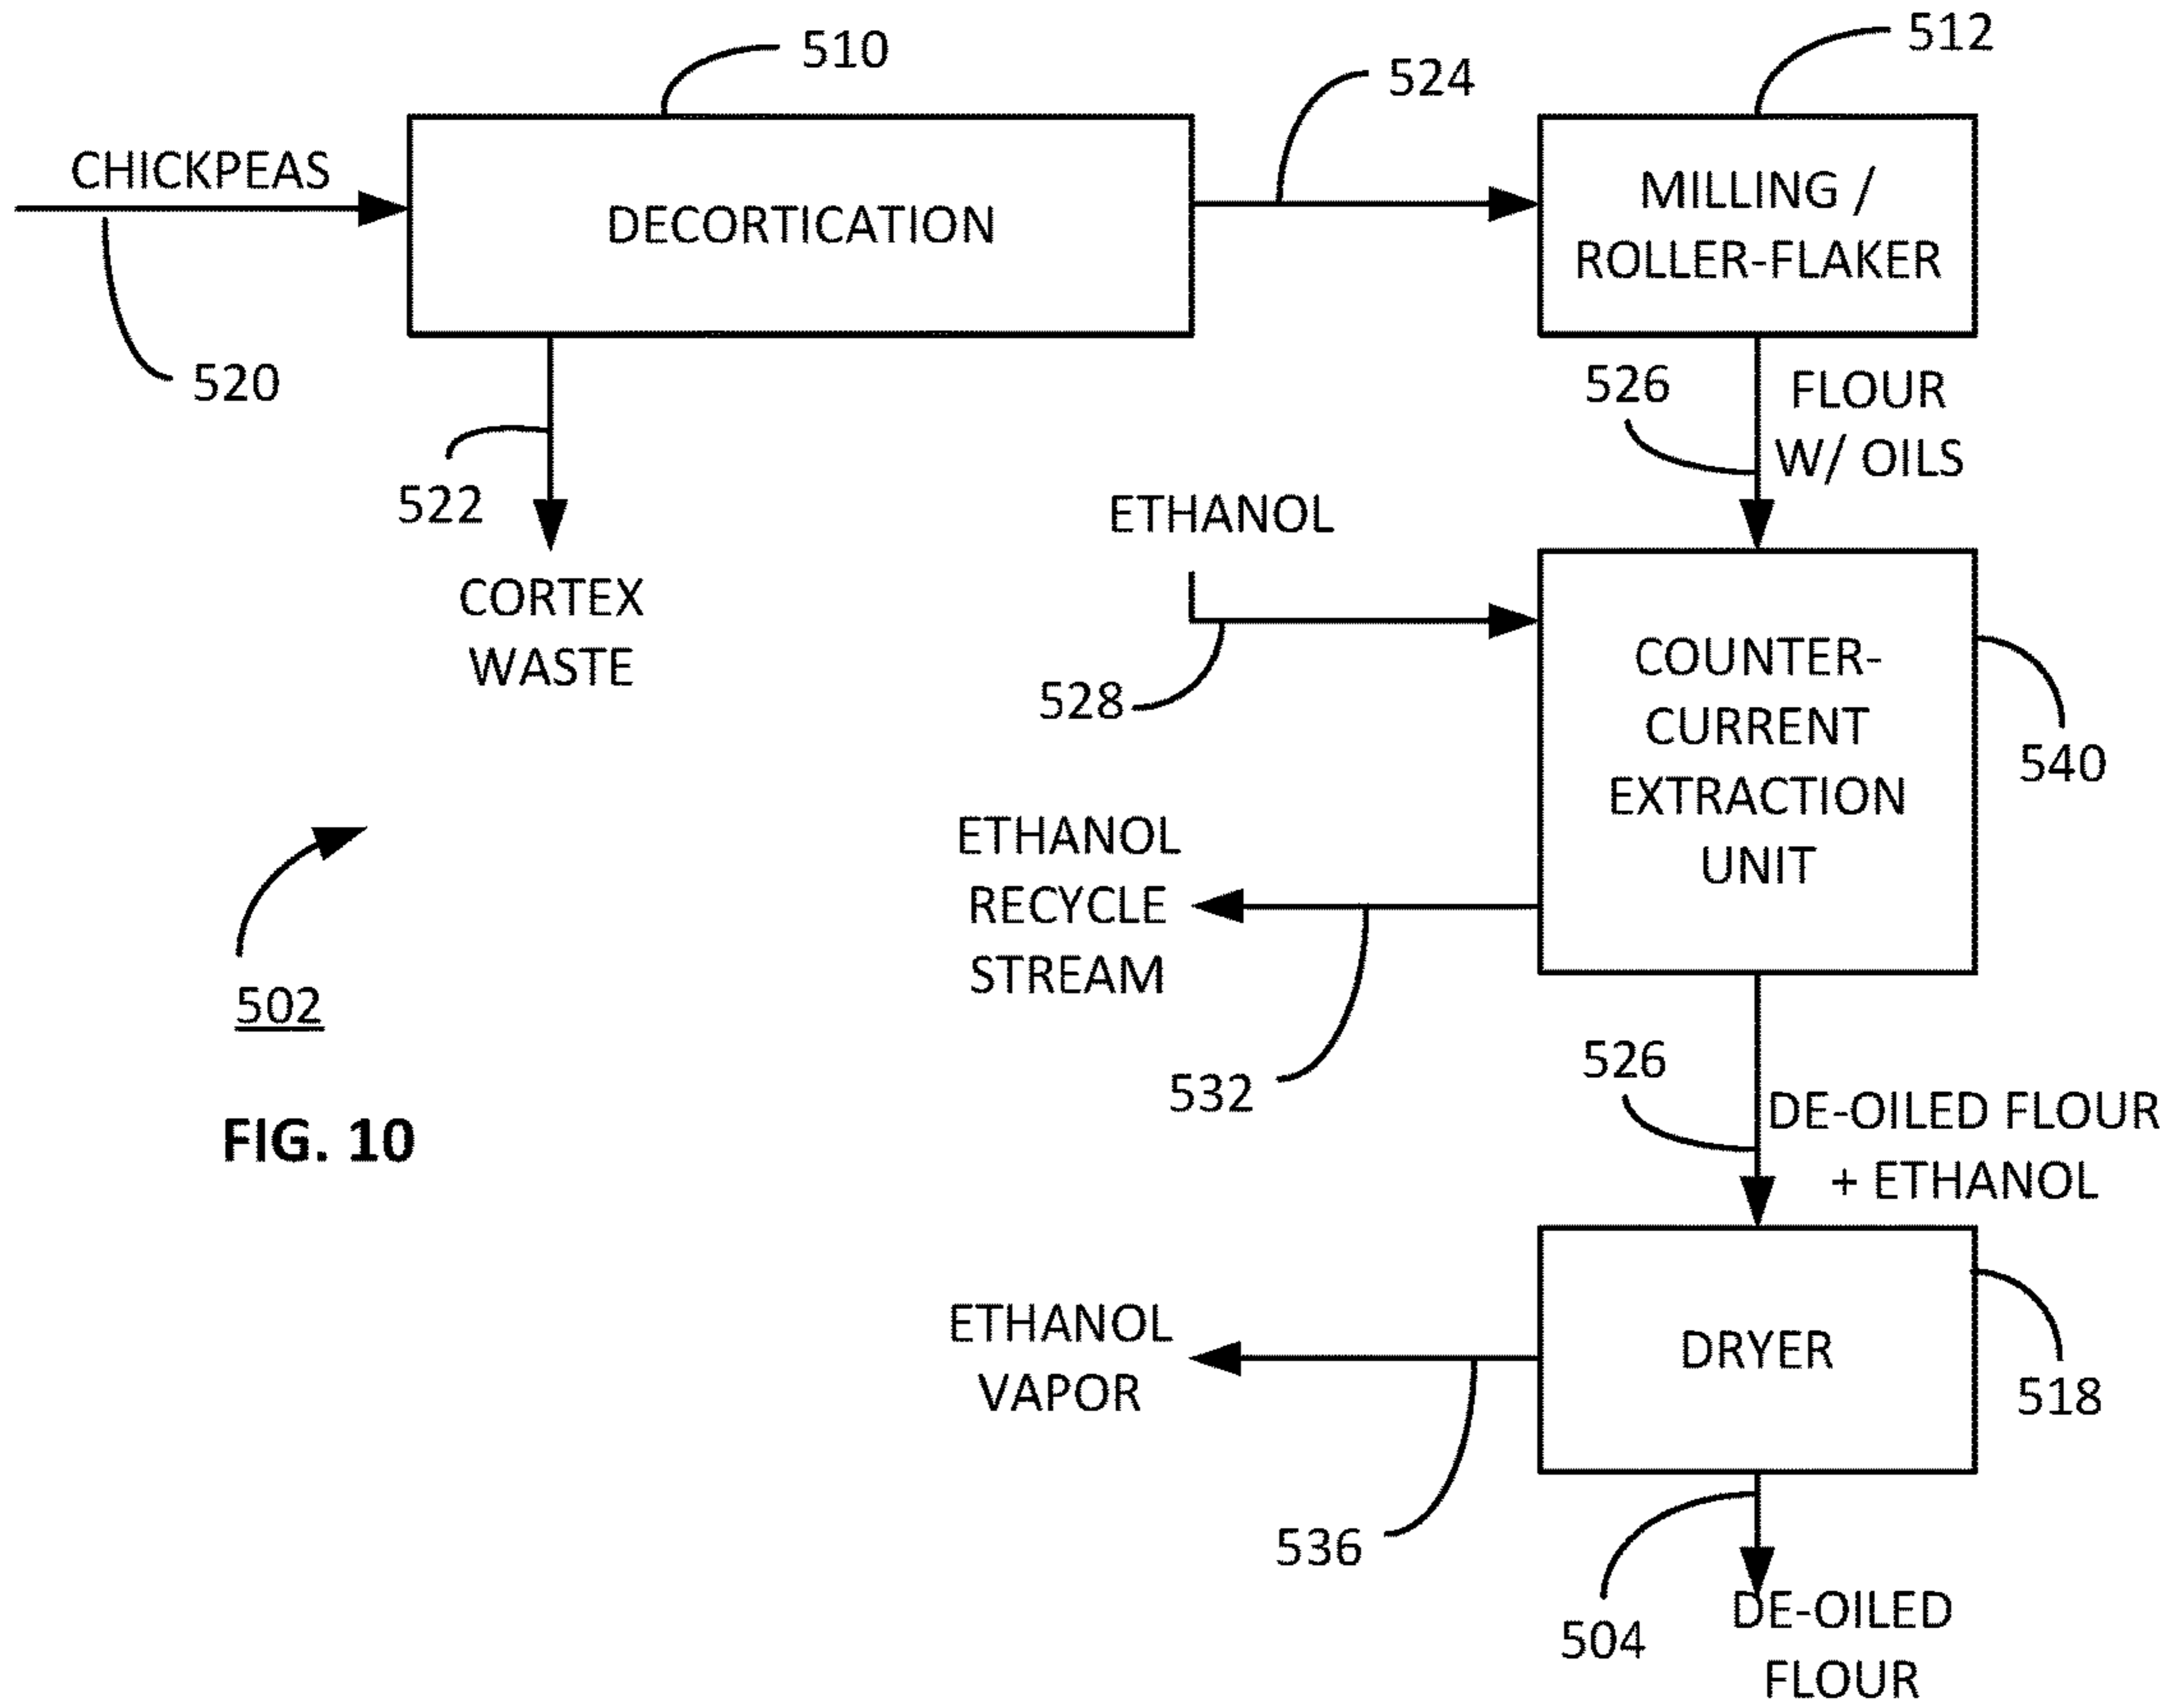 510
512
524
CHICKPEAS
DECORTICATION
MILLING /
ROLLER-FLAKER
520
526
FLOUR
W/ OILS
522
CORTEX
WASTE
ETHANOL
528
COUNTER-
CURRENT
EXTRACTION
UNIT
540
ETHANOL
RECYCLE
STREAM
532
502
FIG. 10
526
DE-OILED FLOUR
+ ETHANOL
ETHANOL
VAPOR
DRYER
518
536
504
DE-OILED
FLOUR